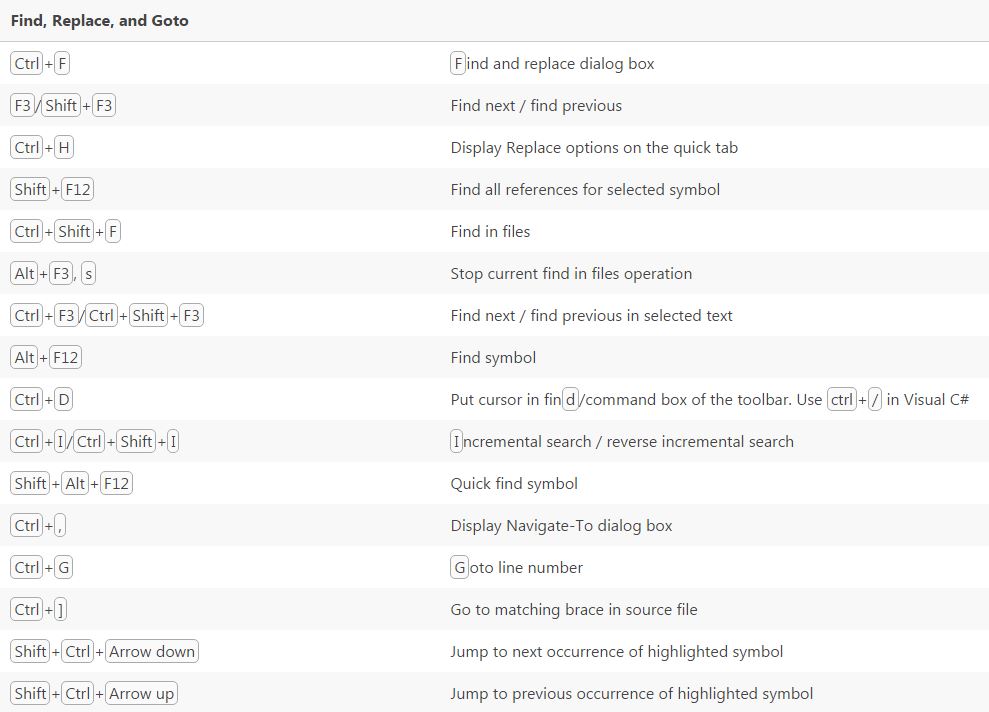 Find, Replace, and Goto
Ctrl+F Find and replace dialog box
F3/Shift+F3 Find next / find previous
Ctrl+H Display Replace options on the quick tab
Shift+F12 Find all references for selected symbol
Ctrl+Shift+F Find in files
Alt+F3, s Stop current find in files operation
Ctrl+F3/Ctrl+Shift+F3 Find next / find previous in selected text
Alt+F12 Find symbol
Ctrl+D Put cursor in find/command box of the toolbar. Use ctrl+/ in Visual C#
Ctrl+I/Ctrl+Shift+I Incremental search / reverse incremental search
Shift+Alt+F12 Quick find symbol
Ctrl+, Display Navigate-To dialog box
Ctrl+G Goto line number
Ctrl+] Go to matching brace in source file
Shift+Ctrl+Arrow down Jump to next occurrence of highlighted symbol
Shift+Ctrl+Arrow up Jump to previous occurrence of highlighted symbol